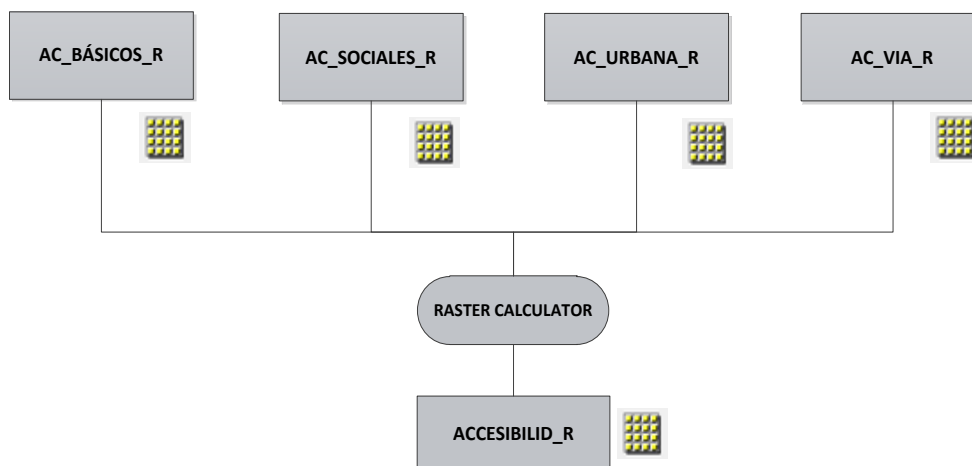 AC_BÁSICOS_R
AC_SOCIALES_R
AC_URBANA_R
AC_VIA_R
RASTER CALCULATOR
ACCESIBILID_R